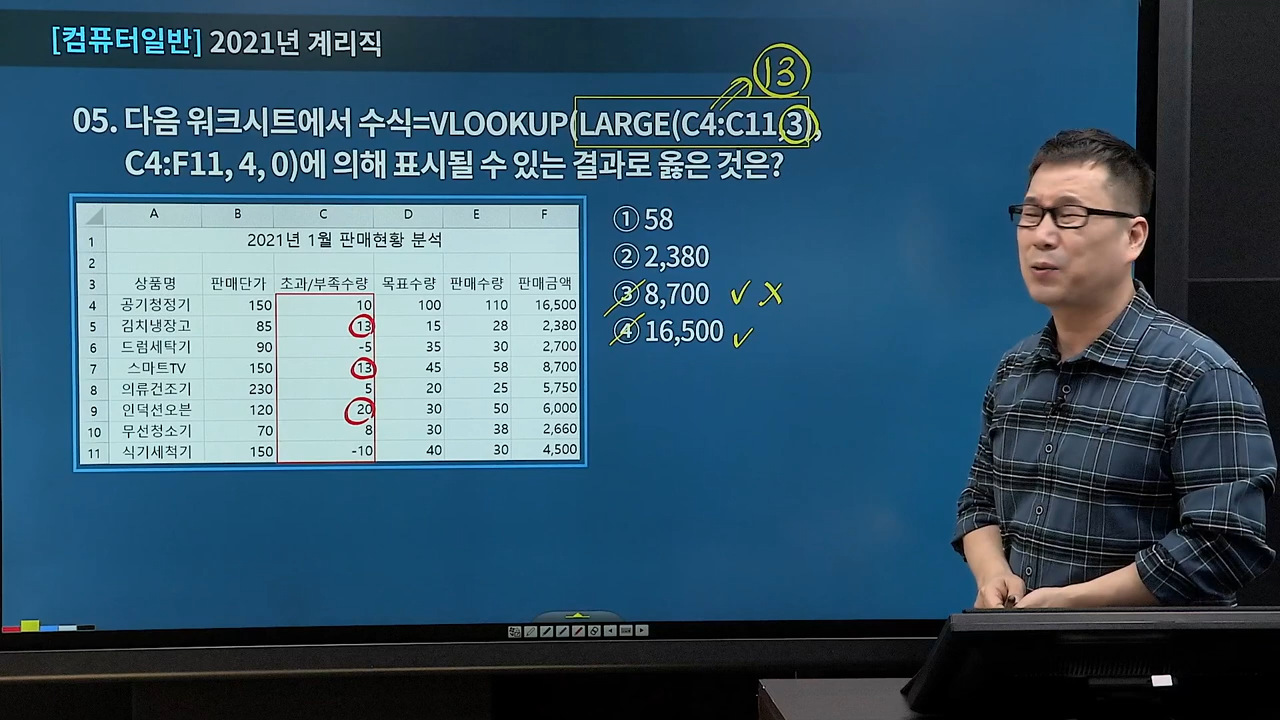 [컴퓨터일반] 2021년 계리직
13
05. 다음 워크시트에서 수식=VLOOKUP(LARGE(C4:C11,3),
C4:F11, 4, 0)에 의해 표시될 수 있는 결과로 옳은 것은?
A B C D E F
1 2021년 1월 판매현황 분석
2
3 상품명 판매단가 초과/부족수량 목표수량 판매수량 판매금액
4 공기청정기 150 10 100 110 16,500
5 김치냉장고 85 13 15 28 2,380
6 드럼세탁기 90 -5 35 30 2,700
7 스마트TV 150 13 45 58 8,700
8 의류건조기 230 5 20 25 5,750
9 인덕션오븐 120 20 30 50 6,000
10 무선청소기 70 8 30 38 2,660
11 식기세척기 150 -10 40 30 4,500
① 58
② 2,380
③ 8,700
④ 16,500